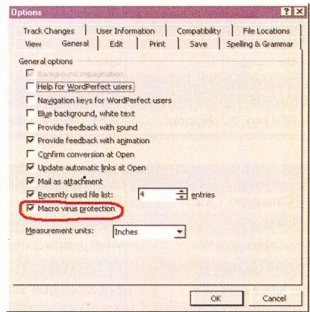 Options
Track Changes User Information Compatibility File Locations
View General Edit Print Save Spelling & Grammar
General options
Background repagination
Help for WordPerfect users
Navigation keys for WordPerfect users
Blue background, white text
Provide feedback with sound
Provide feedback with animation
Confirm conversion at Open
Update automatic links at Open
Mail as attachment
Recently used file list: 4 entries
Macro virus protection
Measurement units: Inches
OK Cancel